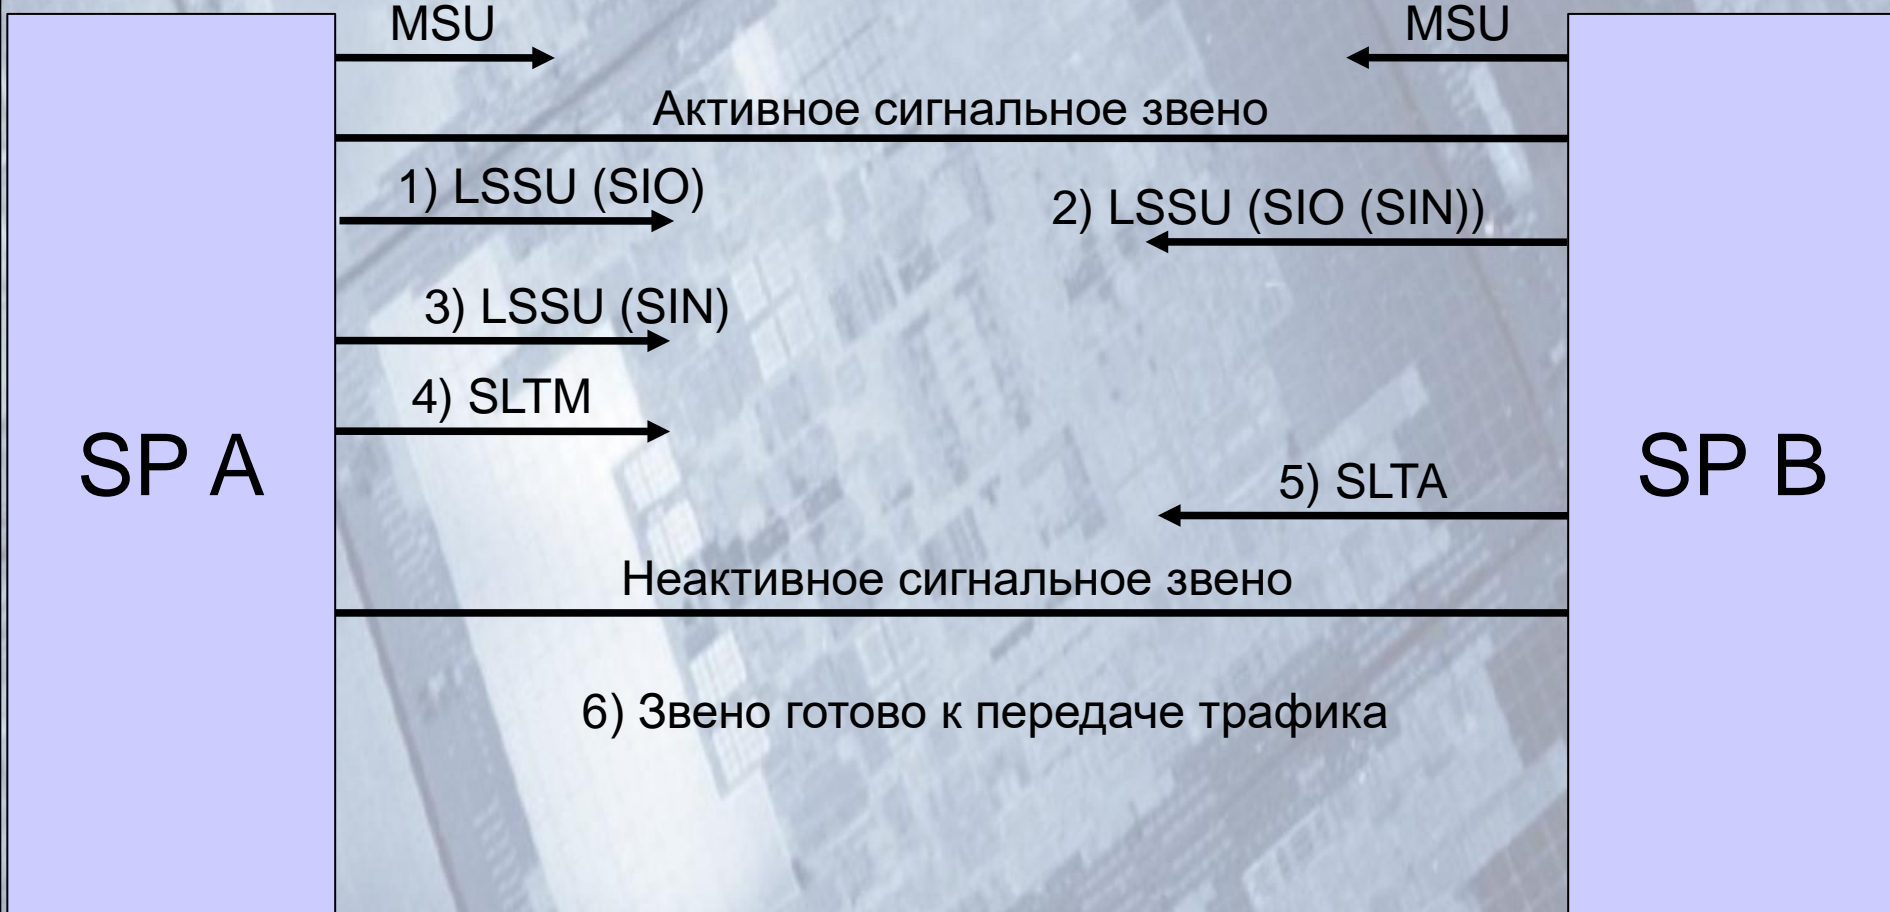 MSU
MSU
Активное сигнальное звено
1) LSSU (SIO)
2) LSSU (SIO (SIN))
3) LSSU (SIN)
4) SLTM
SP A
SP B
5) SLTA
Неактивное сигнальное звено
6) Звено готово к передаче трафика